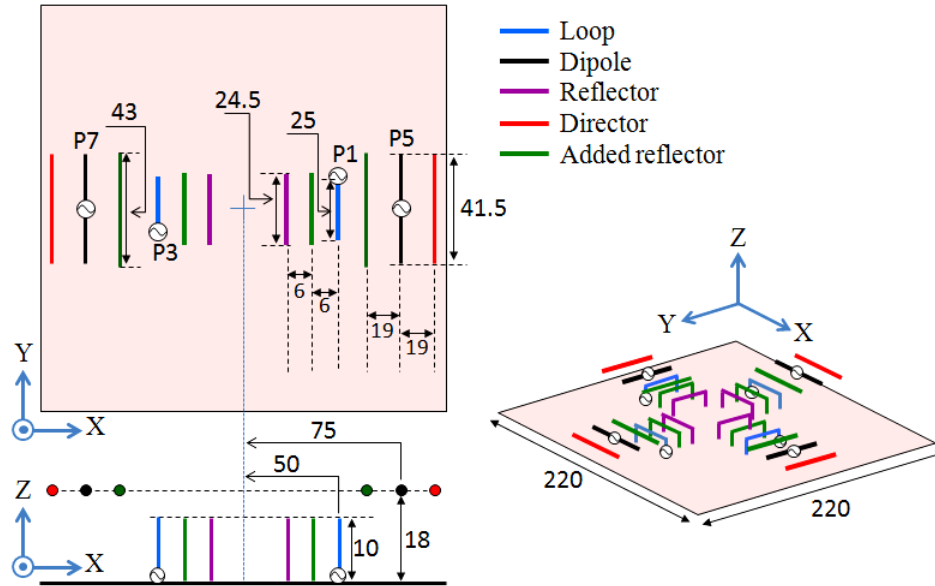 Loop
Dipole
Reflector
Director
Added reflector
24.5
43
25
P7
P1
P5
41.5
P3
6
6
19
19
Y
X
75
50
Z
10
18
X
Z
Y
X
220
220